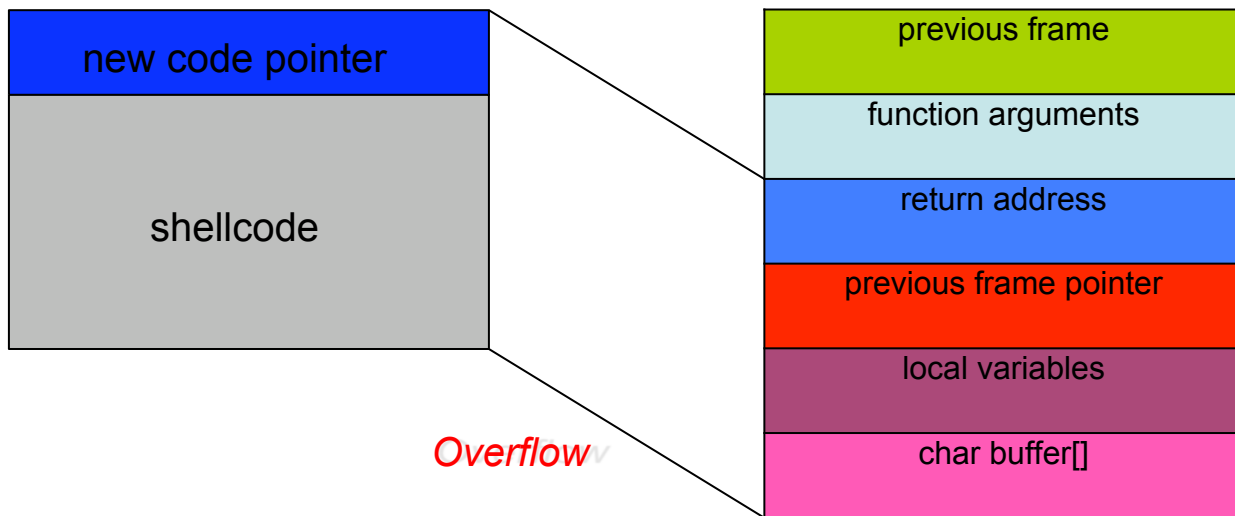 new code pointer
shellcode
Overflow
previous frame
function arguments
return address
previous frame pointer
local variables
char buffer[]